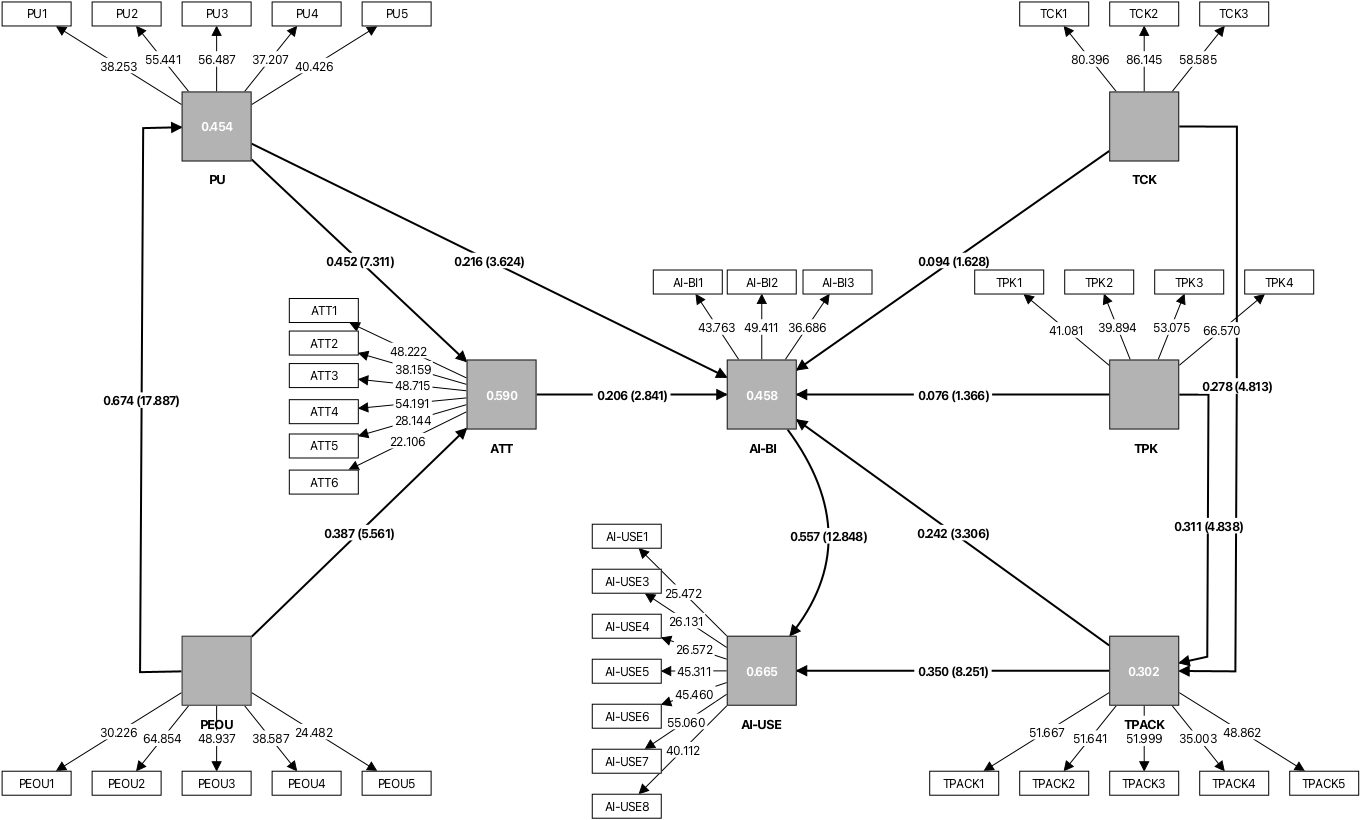 PU1
PU2
PU3
PU4
PU5
TCK1
TCK2
TCK3
38.253
55.441
56.487
37.207
40.426
80.396
86.145
58.585
0.454
PU
TCK
0.452 (7.311)
0.216 (3.624)
0.094 (1.628)
AI-BI1
AI-BI2
AI-BI3
TPK1
TPK2
TPK3
TPK4
43.763
49.411
36.686
41.081
39.894
53.075
66.570
ATT1
ATT2
ATT3
ATT4
ATT5
ATT6
48.222
38.159
48.715
54.191
28.144
22.106
0.590
ATT
0.206 (2.841)
0.458
AI-BI
0.076 (1.366)
TPK
0.278 (4.813)
0.674 (17.887)
0.387 (5.561)
0.557 (12.848)
0.242 (3.306)
0.311 (4.838)
AI-USE1
AI-USE3
AI-USE4
AI-USE5
AI-USE6
AI-USE7
AI-USE8
25.472
26.131
26.572
45.311
45.460
55.060
40.112
0.665
AI-USE
0.350 (8.251)
0.302
TPACK
PEOU
30.226
64.854
48.937
38.587
24.482
51.667
51.641
51.999
35.003
48.862
PEOU1
PEOU2
PEOU3
PEOU4
PEOU5
TPACK1
TPACK2
TPACK3
TPACK4
TPACK5